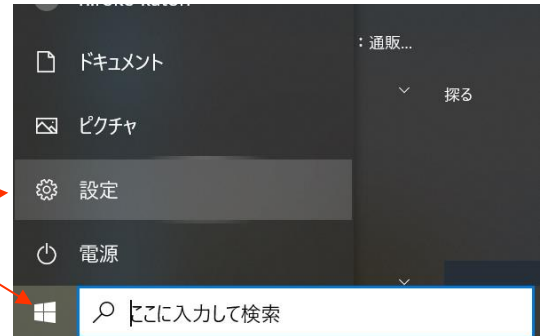 : 通販...
ドキュメント
探る
ピクチャ
設定
電源
ここに入力して検索